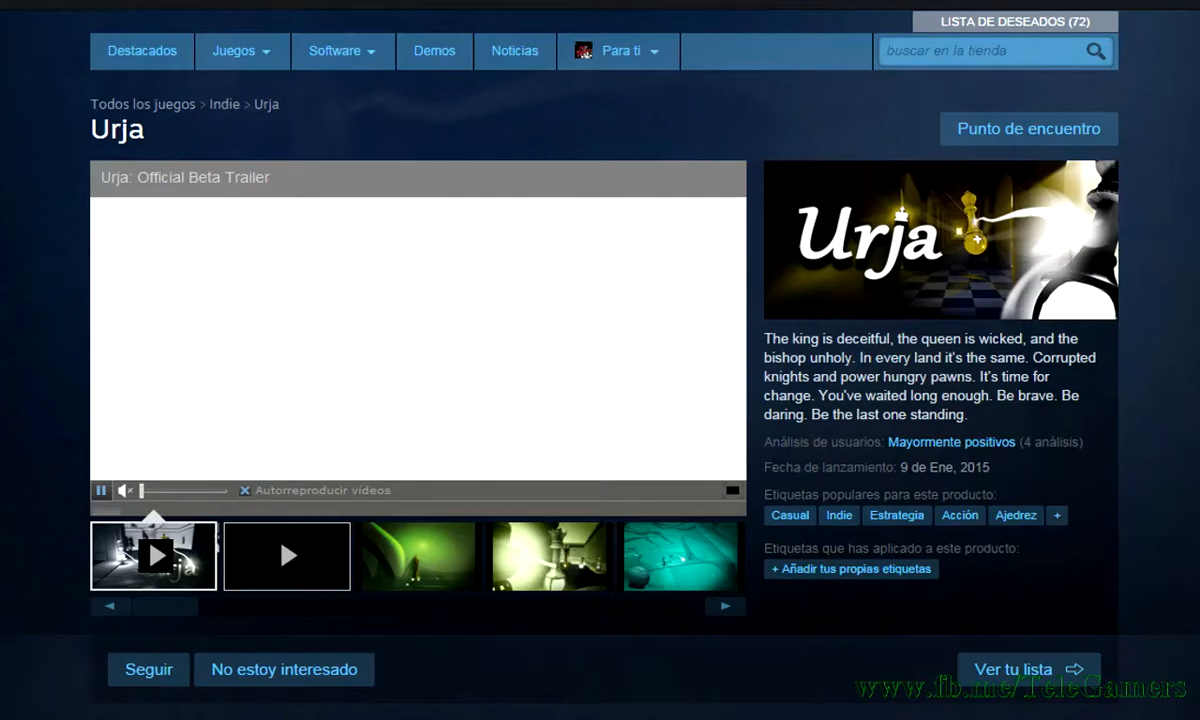 LISTA DE DESEADOS (72)
Destacados
Juegos
Software
Demos
Noticias
Para ti
buscar en la tienda
Todos los juegos > Indie > Urja
Urja
Punto de encuentro
Urja: Official Beta Trailer
Urja
The king is deceitful, the queen is wicked, and the
bishop unholy. In every land it's the same. Corrupted
knights and power hungry pawns. It's time for
change. You've waited long enough. Be brave. Be
daring. Be the last one standing.
Análisis de usuarios: Mayormente positivos (4 análisis)
Fecha de lanzamiento: 9 de Ene, 2015
Etiquetas populares para este producto:
Casual Indie Estrategia Acción Ajedrez +
Etiquetas que has aplicado a este producto:
+ Añadir tus propias etiquetas
Autorreproducir vídeos
Seguir
No estoy interesado
Ver tu lista
www.fb.me/TeleGamers